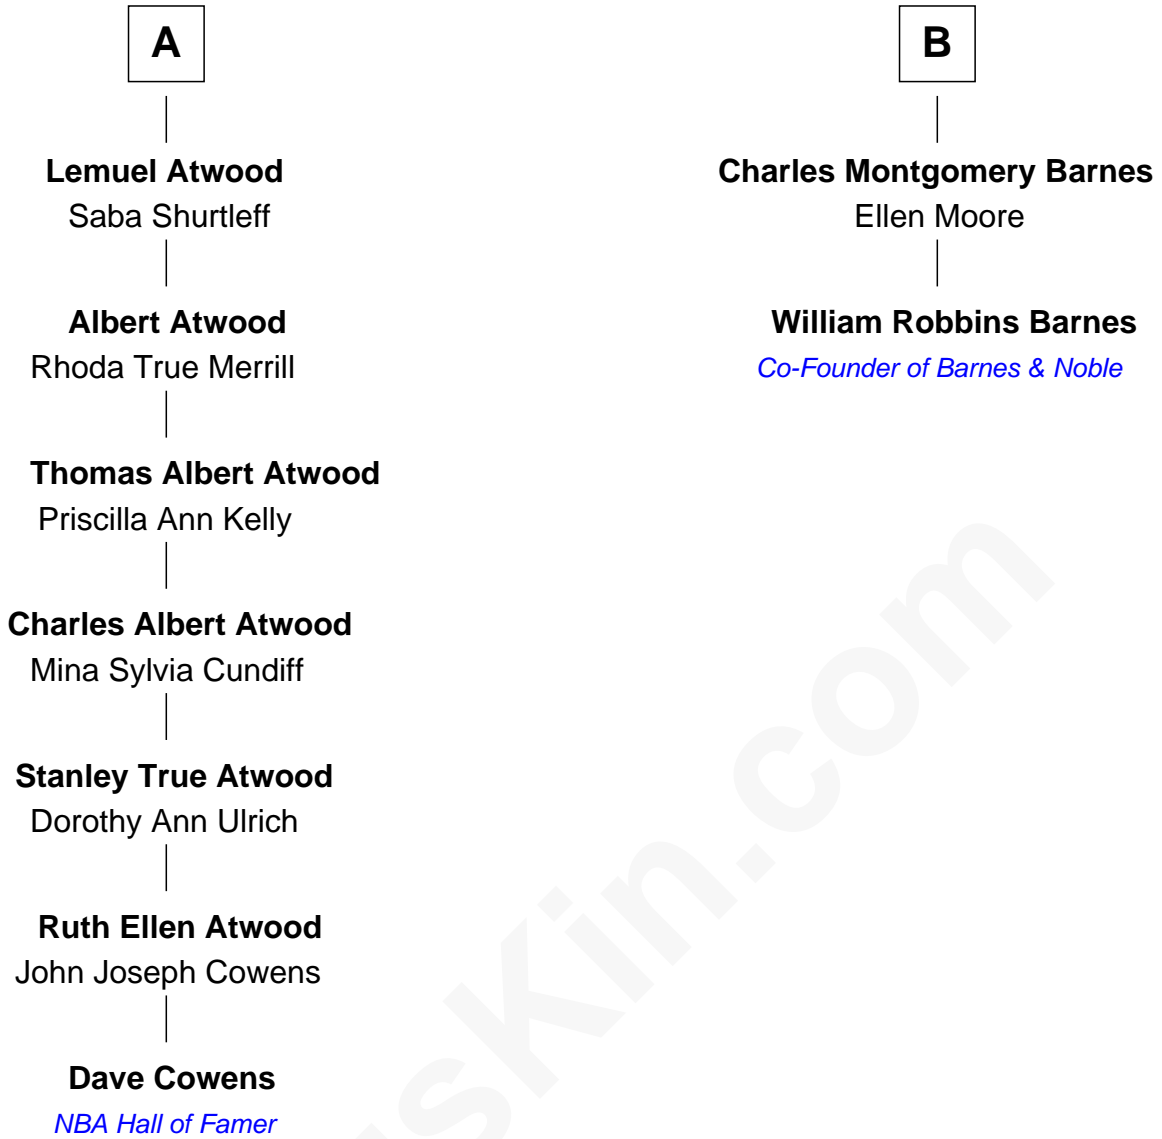 A
Lemuel Atwood
Saba Shurtleff
Albert Atwood
Rhoda True Merrill
Thomas Albert Atwood
Priscilla Ann Kelly
Charles Albert Atwood
Mina Sylvia Cundiff
Stanley True Atwood
Dorothy Ann Ulrich
Ruth Ellen Atwood
John Joseph Cowens
Dave Cowens
NBA Hall of Famer
B
Charles Montgomery Barnes
Ellen Moore
William Robbins Barnes
Co-Founder of Barnes & Noble
sKin.com